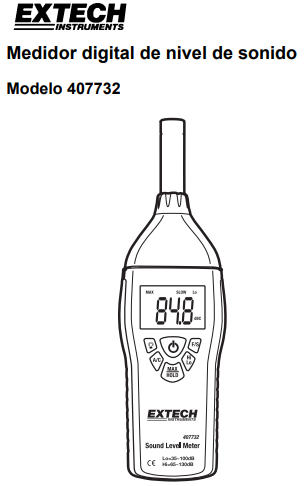 EXTECH
INSTRUMENTS
Medidor digital de nivel de sonido
Modelo 407732
MAX SLOW Lo
84.8 dBC
F/S
A/C
Hi
Lo
MAX
HOLD
EXTECH
INSTRUMENTS
407732
Sound Level Meter
Lo=35~100dB
CE Hi=65~130dB